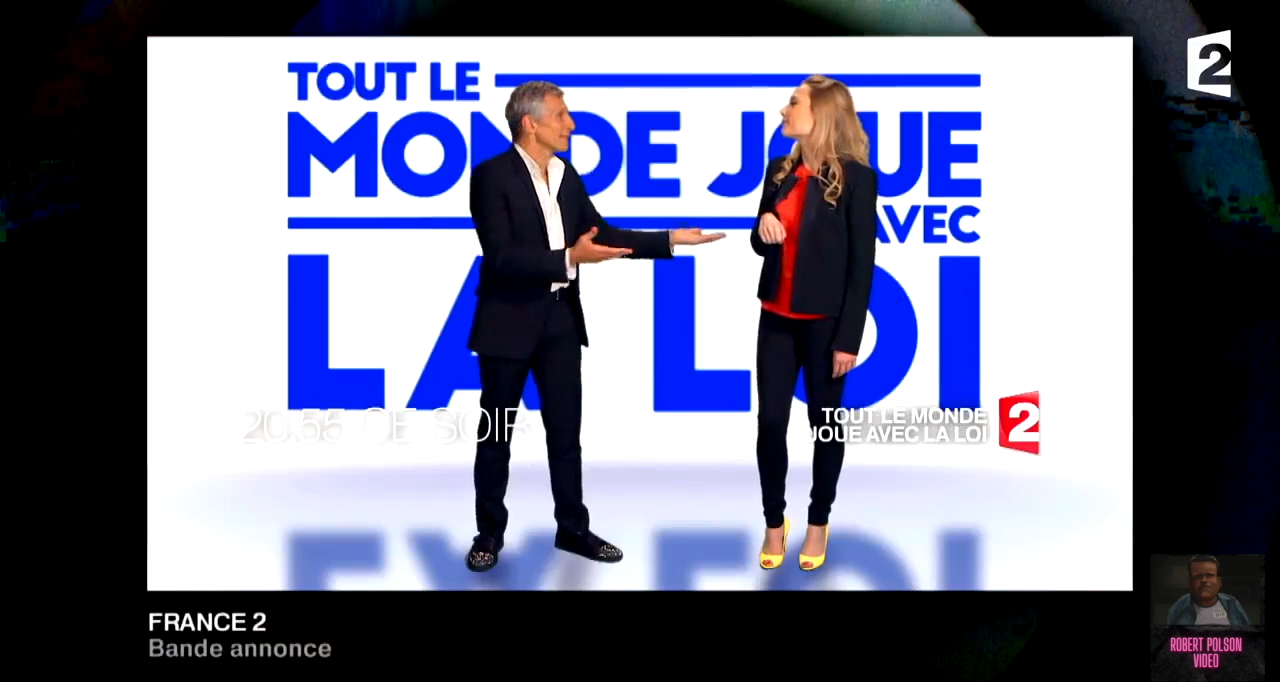 2
TOUT LE
MONDE JOUE
AVEC
LA LOI
20.55 CE SOIR
TOUT LE MONDE
JOUE AVEC LA LOI
2
FRANCE 2
Bande annonce
ROBERT POLSON
VIDEO